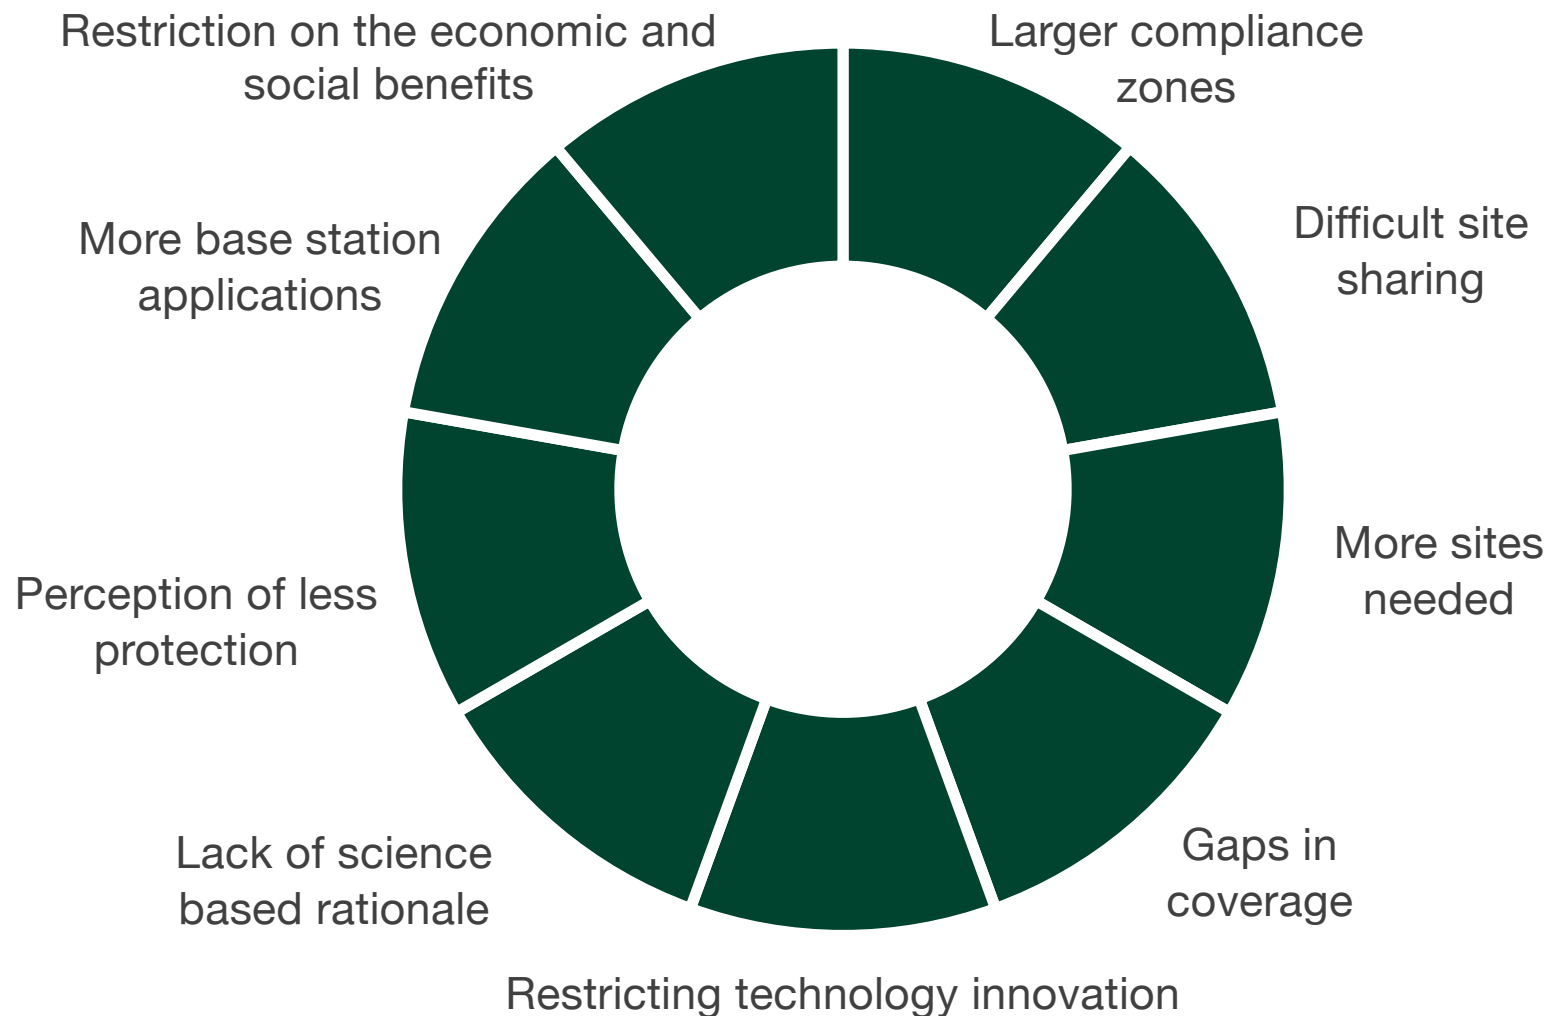 Restriction on the economic and
social benefits
Larger compliance
zones
Difficult site
sharing
More sites
needed
Gaps in
coverage
Restricting technology innovation
Lack of science
based rationale
Perception of less
protection
More base station
applications